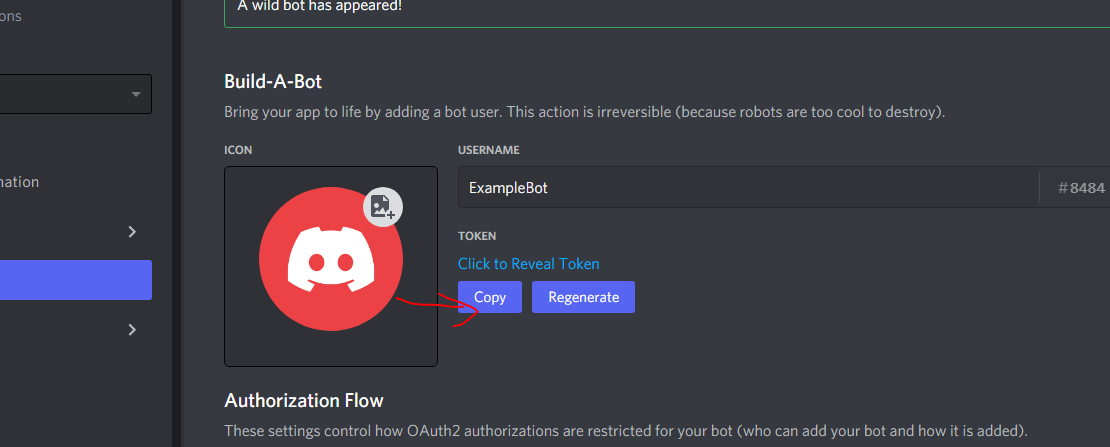 ons
A wild bot has appeared!
Build-A-Bot
Bring your app to life by adding a bot user. This action is irreversible (because robots are too cool to destroy).
ICON
USERNAME
nation
ExampleBot
#8484
TOKEN
Click to Reveal Token
Copy
Regenerate
Authorization Flow
These settings control how OAuth2 authorizations are restricted for your bot (who can add your bot and how it is added).